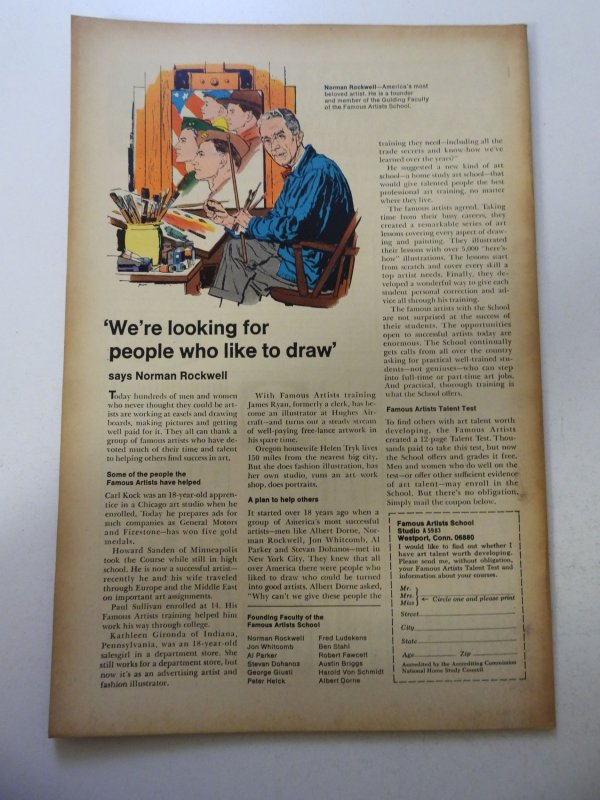 Norman Rockwell—America's most
beloved artist. He is a founder
and member of the Guiding Faculty
of the Famous Artists School.
'We're looking for
people who like to draw'
says Norman Rockwell
Today hundreds of men and women
who never thought they could be art-
ists are working at easels and drawing
boards, making pictures and getting
well paid for it. They all can thank a
group of famous artists who have de-
voted much of their time and talent
to helping others find success in art.
Some of the people the
Famous Artists have helped
Carl Kock was an 18-year-old appren-
tice in a Chicago art studio when he
enrolled. Today he prepares ads for
such companies as General Motors
and Firestone—has won five gold
medals.
Howard Sanden of Minneapolis
took the Course while still in high
school. He is now a successful artist—
recently he and his wife traveled
through Europe and the Middle East
on important art assignments.
Paul Sullivan enrolled at 14. His
Famous Artists training helped him
work his way through college.
Kathleen Gironda of Indiana,
Pennsylvania, was an 18-year-old
salesgirl in a department store. She
still works for a department store, but
now it's as an advertising artist and
fashion illustrator.
With Famous Artists training
James Ryan, formerly a clerk, has be-
come an illustrator at Hughes Air-
craft—and turns out a steady stream
of well-paying free-lance artwork in
his spare time.
Oregon housewife Helen Tryk lives
150 miles from the nearest big city.
But she does fashion illustration, has
her own studio, runs an art work
shop, does portraits.
A plan to help others
It started over 18 years ago when a
group of America's most successful
artists—men like Albert Dorne, Nor-
man Rockwell, Jon Whitcomb, Al
Parker and Stevan Dohanos—met in
New York City. They knew that all
over America there were people who
liked to draw who could be turned
into good artists. Albert Dorne asked,
"Why can't we give these people the
training they need—including all the
trade secrets and know-how we've
learned over the years?"
He suggested a new kind of art
school—a home study art school—that
would give talented people the best
professional art training, no matter
where they live.
The famous artists agreed. Taking
time from their busy careers, they
created a remarkable series of art
lessons covering every aspect of draw-
ing and painting. They illustrated
their lessons with over 5,000 "here's
how" illustrations. The lessons start
from scratch and cover every skill a
top artist needs. Finally, they de-
veloped a wonderful way to give each
student personal correction and ad-
vice all through his training.
The famous artists with the School
are not surprised at the success of
their students. The opportunities
open to successful artists today are
enormous. The School continually
gets calls from all over the country
asking for practical well-trained stu-
dents—not geniuses—who can step
into full-time or part-time art jobs.
And practical, thorough training is
what the School offers.
Famous Artists Talent Test
To find others with art talent worth
developing, the Famous Artists
created a 12-page Talent Test. Thou-
sands paid to take this test, but now
the School offers and grades it free.
Men and women who do well on the
test—or offer other sufficient evidence
of art talent—may enroll in the
School. But there's no obligation.
Simply mail the coupon below.
Founding Faculty of the
Famous Artists School
Norman Rockwell
Jon Whitcomb
Al Parker
Stevan Dohanos
George Giusti
Peter Helck
Fred Ludekens
Ben Stahl
Robert Fawcett
Austin Briggs
Harold Von Schmidt
Albert Dorne
Famous Artists School
Studio A 5983
Westport, Conn. 06880
I would like to find out whether I
have art talent worth developing.
Please send me, without obligation,
your Famous Artists Talent Test and
information about your courses.
Mr.
Mrs. ← Circle one and please print
Miss
Street
City
State
Age Zip
Accredited by the Accrediting Commission
National Home Study Council